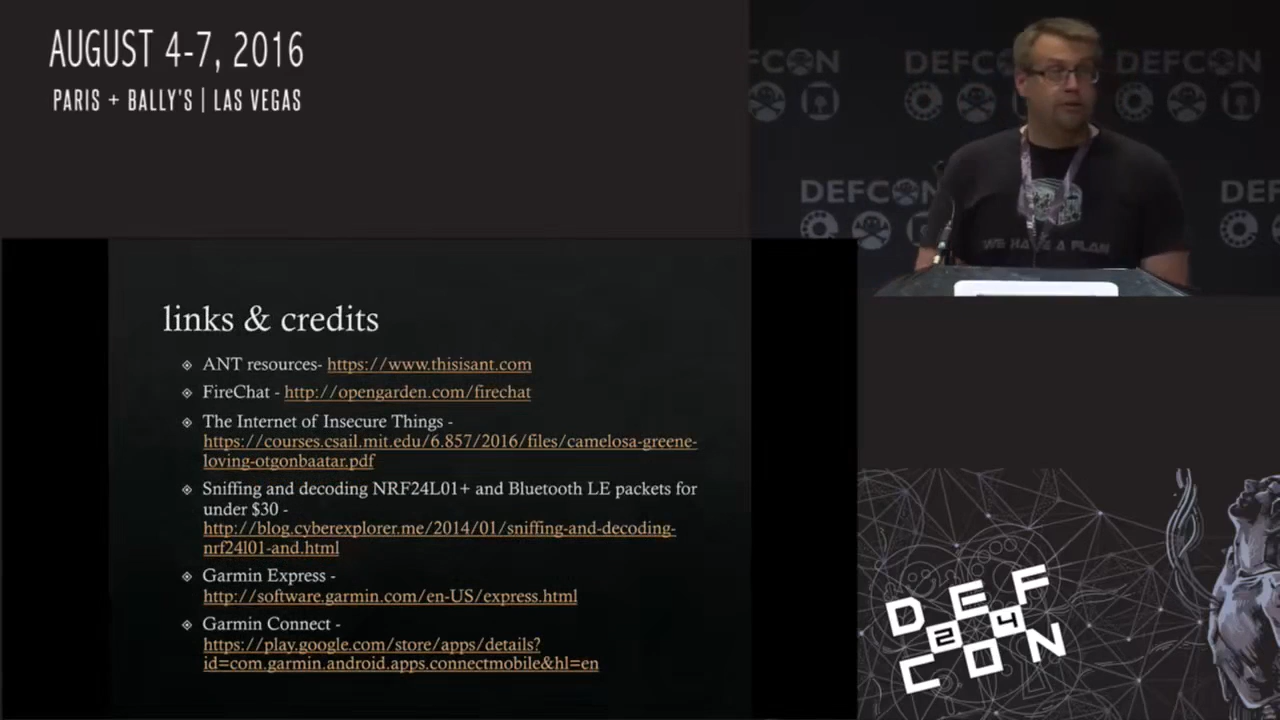 AUGUST 4-7, 2016
PARIS + BALLY'S | LAS VEGAS
DEFCON
DEFCON
DEFCON
DEFCON
DEF
WE HAVE A PLAN
links & credits
ANT resources- https://www.thisisant.com
FireChat - http://opengarden.com/firechat
The Internet of Insecure Things -
https://courses.csail.mit.edu/6.857/2016/files/camelosa-greene-
loving-otgonbaatar.pdf
Sniffing and decoding NRF24L01+ and Bluetooth LE packets for
under $30 -
http://blog.cyberexplorer.me/2014/01/sniffing-and-decoding-
nrf24l01-and.html
Garmin Express -
http://software.garmin.com/en-US/express.html
Garmin Connect -
https://play.google.com/store/apps/details?
id=com.garmin.android.apps.connectmobile&hl=en
DEF
24
CON